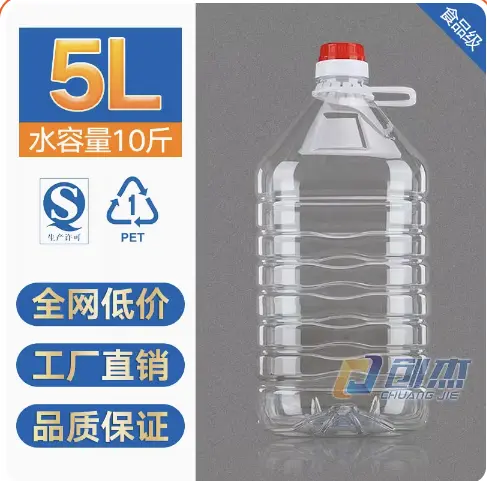 5L
水容量10斤
食品级
QS
生产许可
1
PET
全网低价
工厂直销
品质保证
创杰
CHUANG JIE